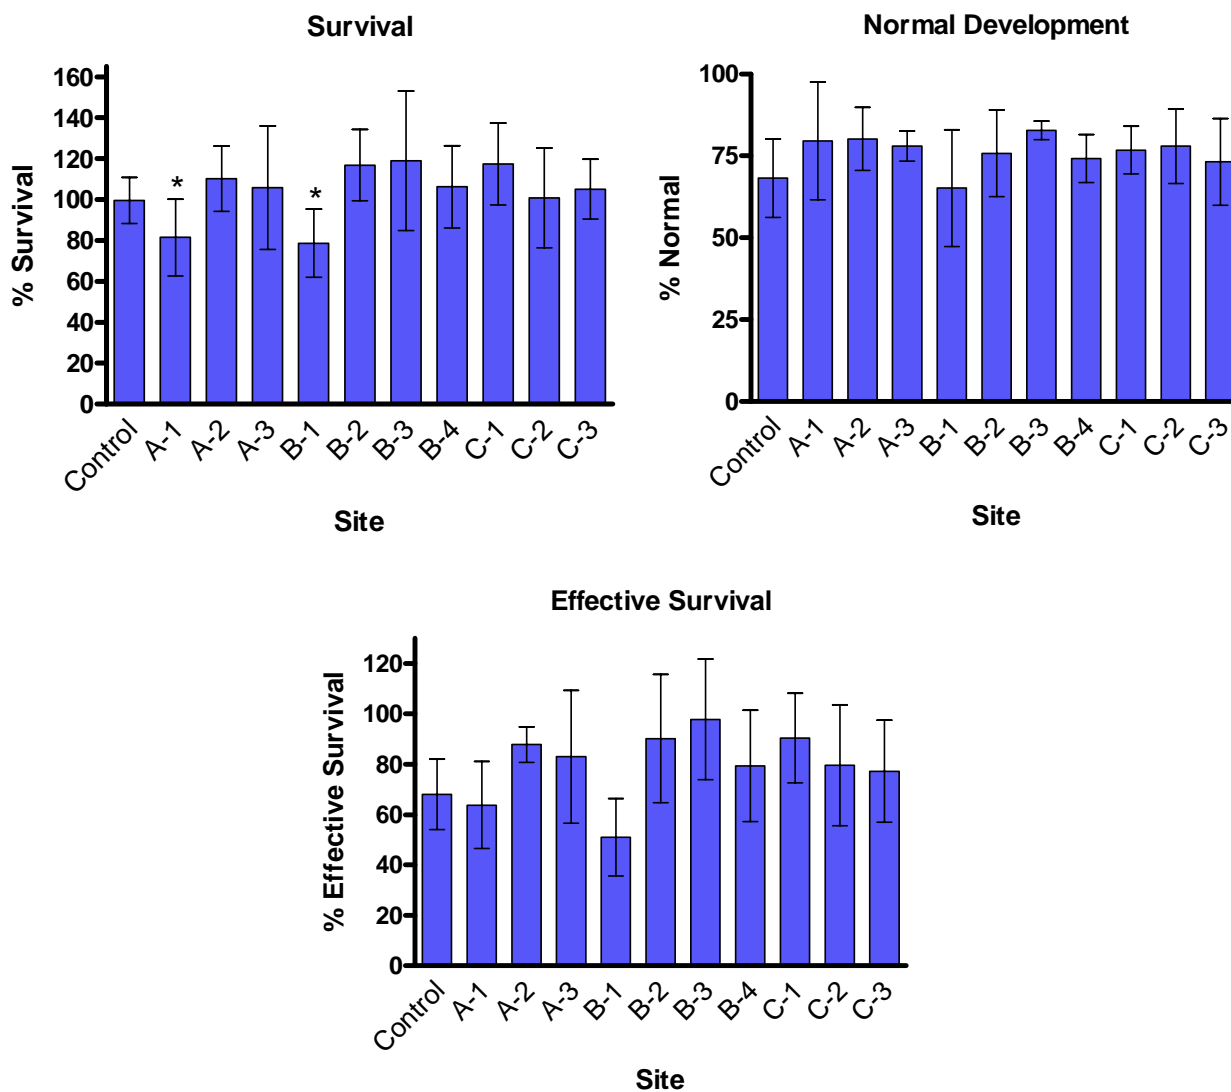 Survival
% Survival
160
140
120
100
80
60
40
20
0
*
*
Control A-1 A-2 A-3 B-1 B-2 B-3 B-4 C-1 C-2 C-3
Site
Normal Development
% Normal
100
75
50
25
0
Control A-1 A-2 A-3 B-1 B-2 B-3 B-4 C-1 C-2 C-3
Site
Effective Survival
% Effective Survival
120
100
80
60
40
20
0
Control A-1 A-2 A-3 B-1 B-2 B-3 B-4 C-1 C-2 C-3
Site